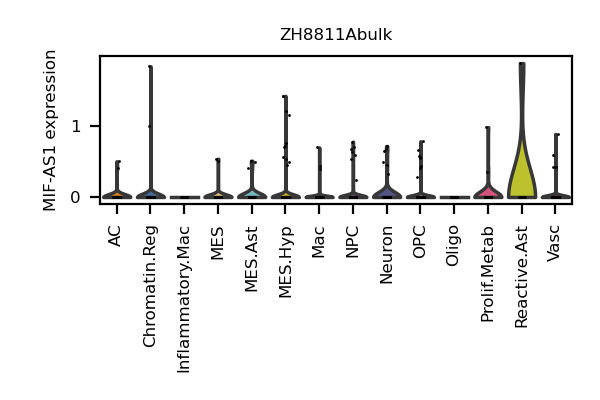 ZH8811Abulk
MIF-AS1 expression
1
0
AC
Chromatin.Reg
Inflammatory.Mac
MES
MES.Ast
MES.Hyp
Mac
NPC
Neuron
OPC
Oligo
Prolif.Metab
Reactive.Ast
Vasc